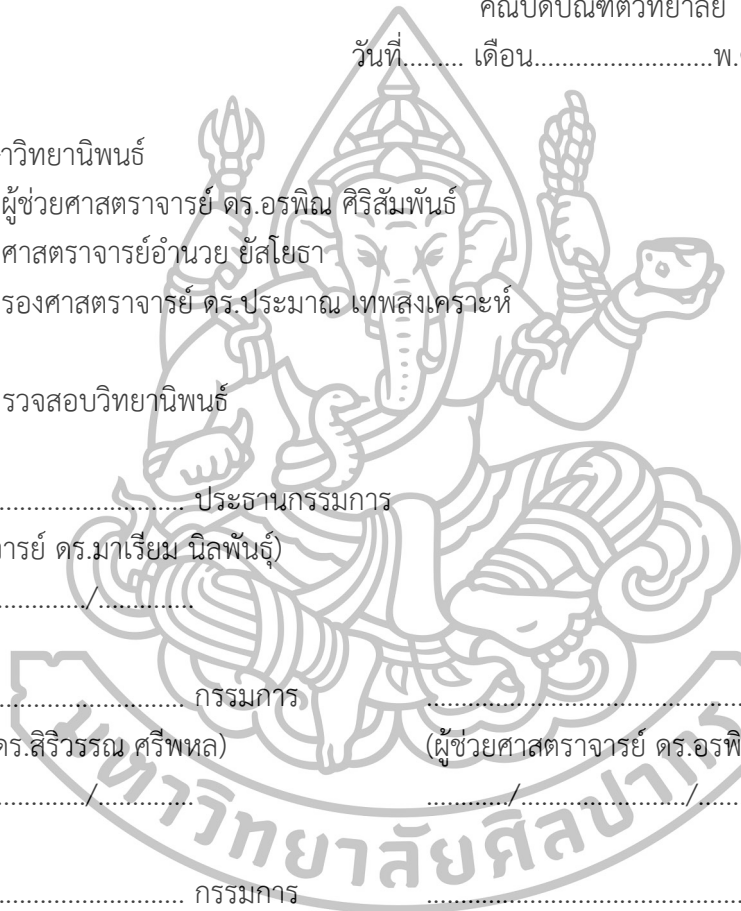 คณบดีบัณฑิตวิทยาลัย
วันที่......... เดือน..........................พ.
าวิทยานิพนธ์
ผู้ช่วยศาสตราจารย์ ดร.อรพิณ ศิริสัมพันธ์
ศาสตราจารย์อำนวย ยัสโยธา
รองศาสตราจารย์ ดร.ประมาณ เทพสงเคราะห์
รวจสอบวิทยานิพนธ์
........................... ประธานกรรมการ
ารย์ ดร.มาเรียม นิลพันธุ์)
............./..............
........................... กรรมการ ...............................................
ดร.สิริวรรณ ศรีพหล) (ผู้ช่วยศาสตราจารย์ ดร.อรพิ
............./.............. ............/......................../......
มหาวิทยาลัยศิลปากร
........................... กรรมการ ...............................................